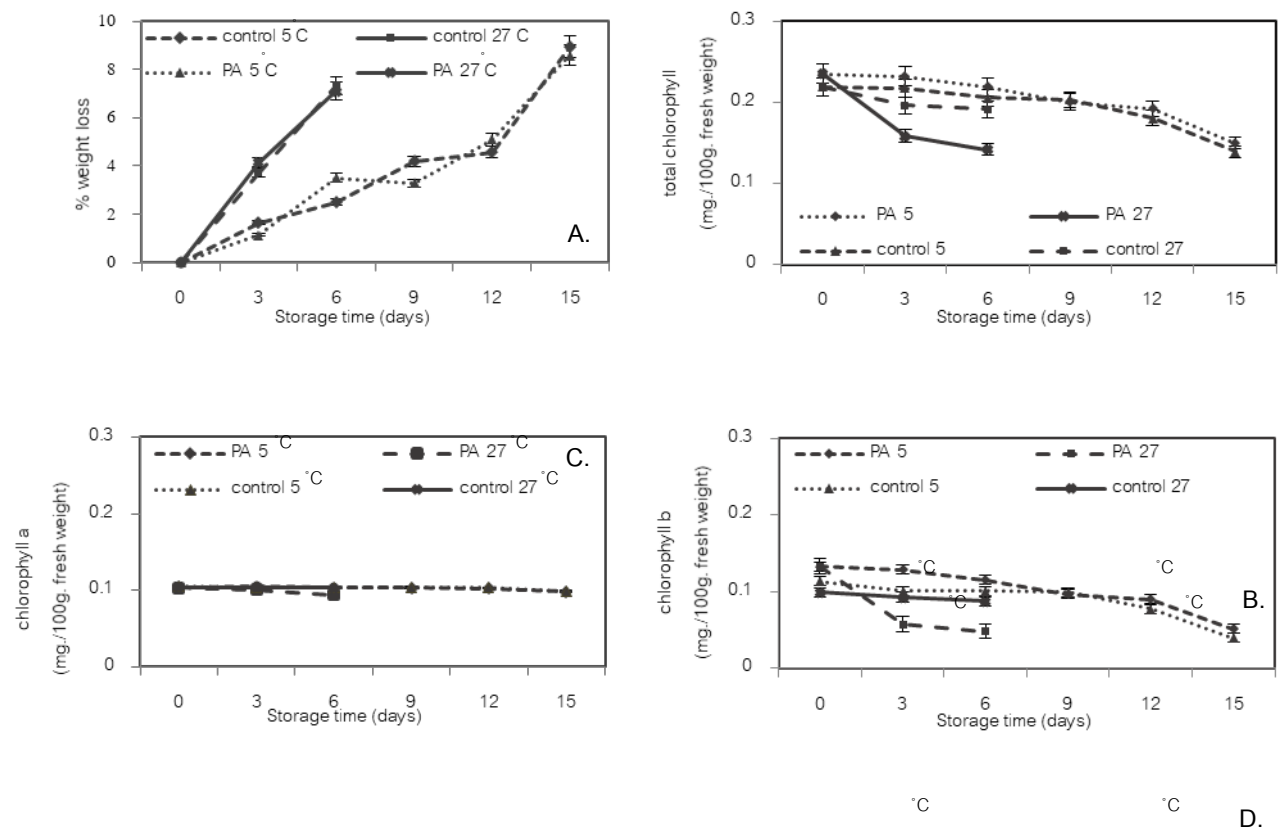 10
8
6
4
2
0
% weight loss
control 5 C
control 27 C
PA 5 C
PA 27 C
°
°
A.
0 3 6 9 12 15
Storage time (days)
0.3
0.2
0.1
0
total chlorophyll
(mg./100g. fresh weight)
PA 5
PA 27
control 5
control 27
0 3 6 9 12 15
Storage time (days)
0.3
0.2
0.1
0
chlorophyll a
(mg./100g. fresh weight)
PA 5 °C
PA 27 °C
control 5 °C
control 27 °C
C.
0 3 6 9 12 15
Storage time (days)
0.3
0.2
0.1
0
chlorophyll b
(mg./100g. fresh weight)
PA 5
PA 27
control 5
control 27
°C
°C
°C
°C
B.
0 3 6 9 12 15
Storage time (days)
°C
°C
D.